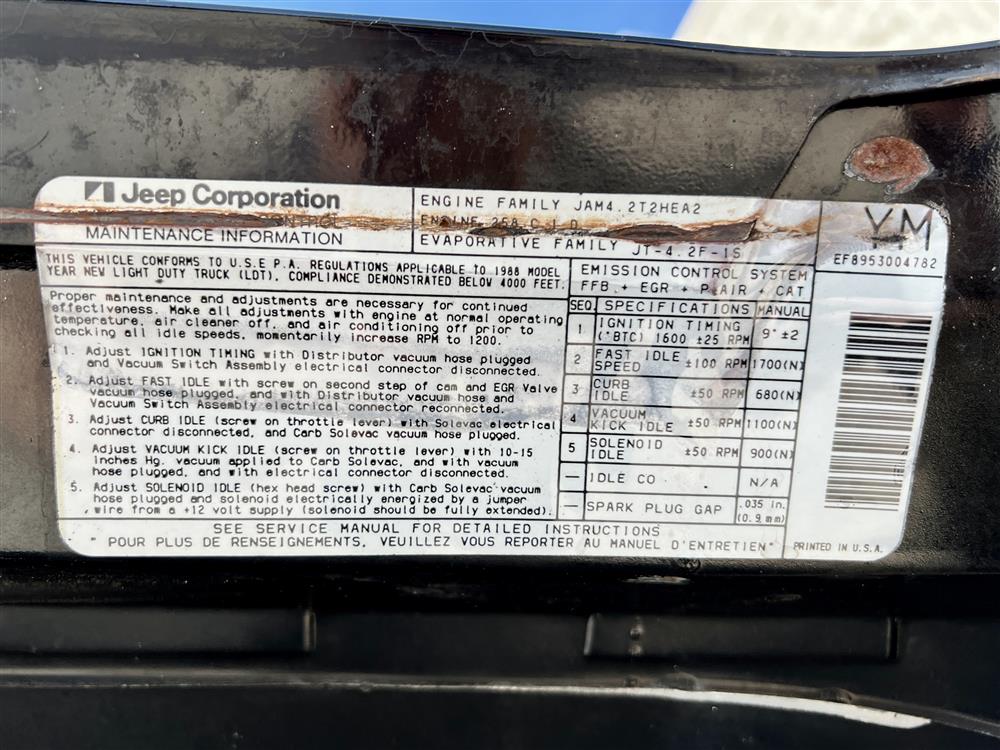 Jeep Corporation
CONTROL
MAINTENANCE INFORMATION
ENGINE FAMILY JAM4.2T2HEA2
ENGINE 258 C.I.D.
EVAPORATIVE FAMILY JT-4.2F-1S
YM
EF8953004782
THIS VEHICLE CONFORMS TO U.S.E P.A. REGULATIONS APPLICABLE TO 1988 MODEL
YEAR NEW LIGHT DUTY TRUCK (LDT). COMPLIANCE DEMONSTRATED BELOW 4000 FEET.
Proper maintenance and adjustments are necessary for continued
effectiveness. Make all adjustments with engine at normal operating
temperature, air cleaner off, and air conditioning off prior to
checking all idle speeds, momentarily increase RPM to 1200.
1. Adjust IGNITION TIMING with Distributor vacuum hose plugged
and Vacuum Switch Assembly electrical connector disconnected.
2. Adjust FAST IDLE with screw on second step of cam and EGR Valve
vacuum hose plugged, and with Distributor vacuum hose and
Vacuum Switch Assembly electrical connector reconnected.
3. Adjust CURB IDLE (screw on throttle lever) with Solevac electrical
connector disconnected, and Carb Solevac vacuum hose plugged.
4. Adjust VACUUM KICK IDLE (screw on throttle lever) with 10-15
Inches Hg. vacuum applied to Carb Solevac, and with vacuum
hose plugged, and with electrical connector disconnected.
5. Adjust SOLENOID IDLE (hex head screw) with Carb Solevac vacuum
hose plugged and solenoid electrically energized by a jumper
wire from a +12 volt supply (solenoid should be fully extended).
EMISSION CONTROL SYSTEM
FFB + EGR + PLAIR + CAT
SEQ SPECIFICATIONS MANUAL
1 IGNITION TIMING
(°BTC) 1600 ±25 RPM 9° ±2
2 FAST IDLE
SPEED ±100 RPM 1700(N)
3 CURB
IDLE ±50 RPM 680(N)
4 VACUUM
KICK IDLE ±50 RPM 1100(N)
5 SOLENOID
IDLE ±50 RPM 900(N)
— IDLE CO N/A
— SPARK PLUG GAP .035 in.
(0.9 mm)
SEE SERVICE MANUAL FOR DETAILED INSTRUCTIONS
" POUR PLUS DE RENSEIGNEMENTS, VEUILLEZ VOUS REPORTER AU MANUEL D'ENTRETIEN"
PRINTED IN U.S.A.